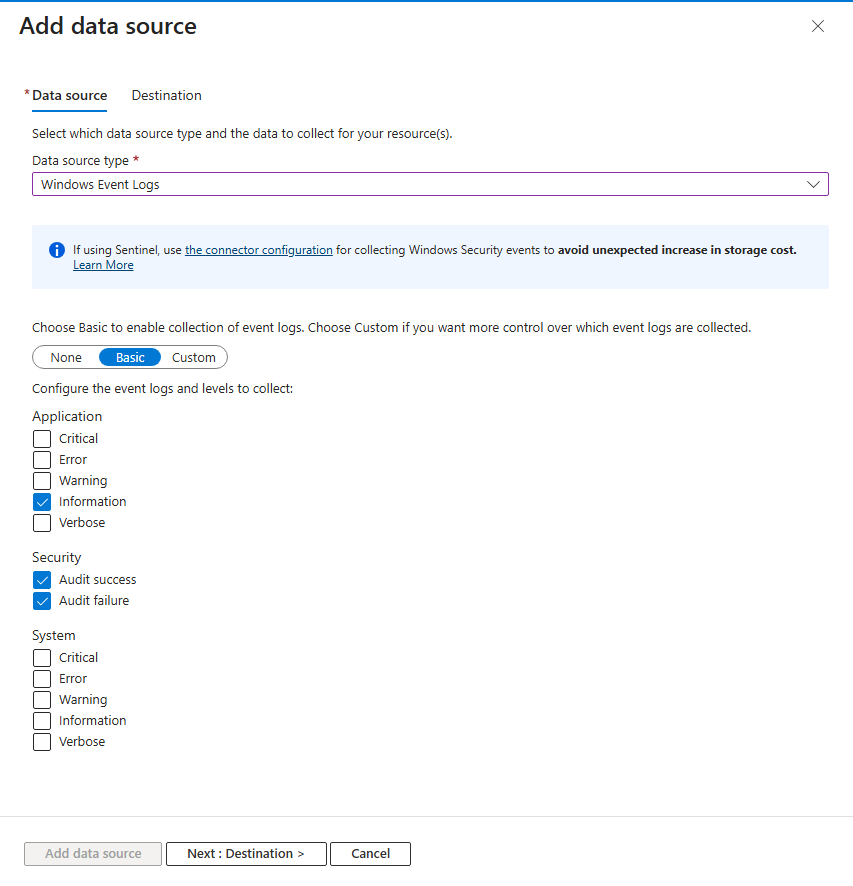 Add data source
* Data source Destination
Select which data source type and the data to collect for your resource(s).
Data source type *
Windows Event Logs
If using Sentinel, use the connector configuration for collecting Windows Security events to avoid unexpected increase in storage cost.
Learn More
Choose Basic to enable collection of event logs. Choose Custom if you want more control over which event logs are collected.
None Basic Custom
Configure the event logs and levels to collect:
Application
Critical
Error
Warning
Information
Verbose
Security
Audit success
Audit failure
System
Critical
Error
Warning
Information
Verbose
Add data source Next : Destination > Cancel